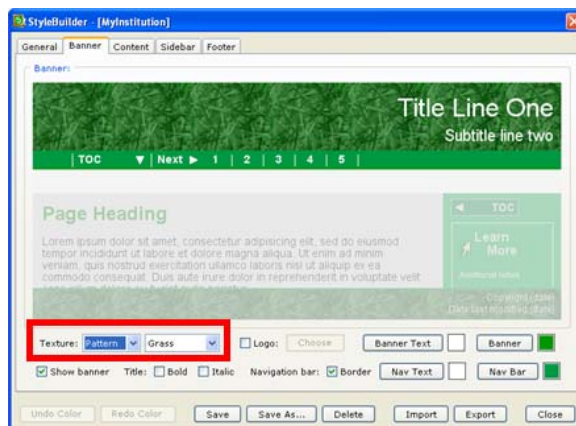 StyleBuilder - [MyInstitution]
General Banner Content Sidebar Footer
Banner:
Title Line One
Subtitle line two
TOC ▼ Next ► 1 2 3 4 5
Page Heading
Lorem ipsum dolor sit amet, consectetur adipisicing elit, sed do eiusmod
tempor incididunt ut labore et dolore magna aliqua. Ut enim ad minim
veniam, quis nostrud exercitation ullamco laboris nisi ut aliquip ex ea
commodo consequat. Duis aute irure dolor in reprehenderit in voluptate velit
◄ TOC
Learn
More
Additional notes
Texture: Pattern Grass Logo: Choose Banner Text Banner
Show banner Title: Bold Italic Navigation bar: Border Nav Text Nav Bar
Undo Color Redo Color Save Save As... Delete Import Export Close